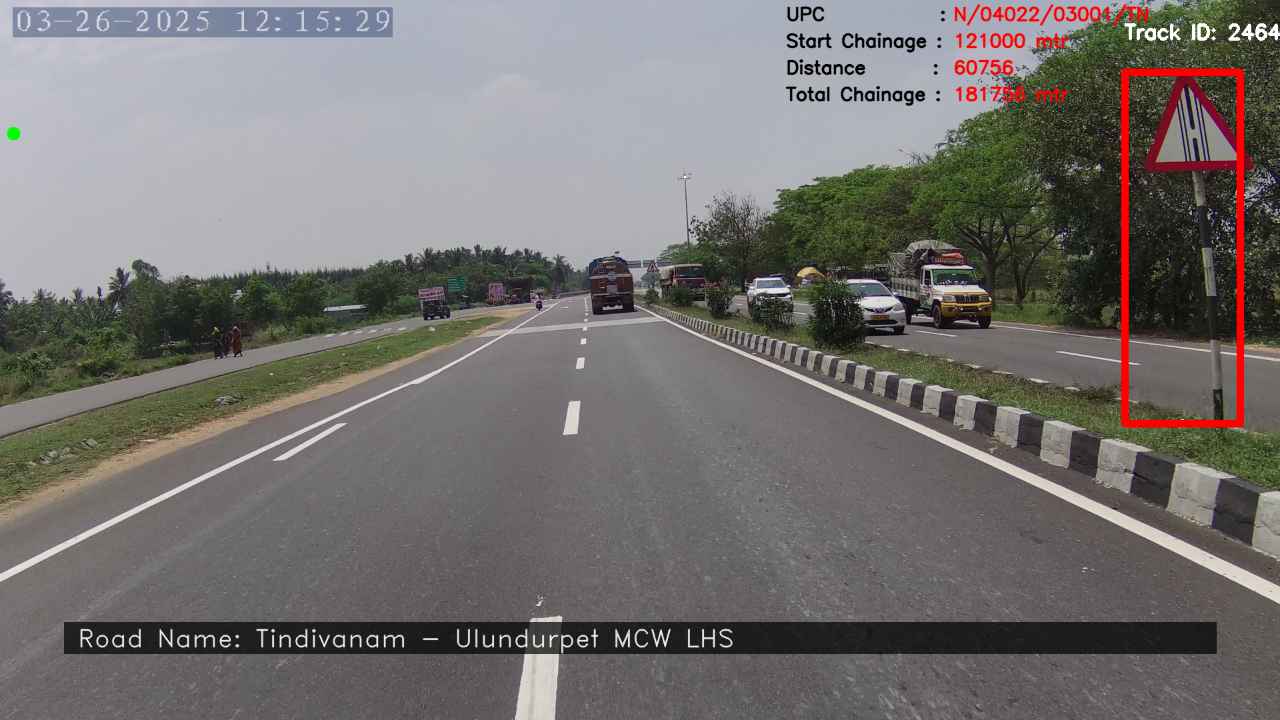 03-26-2025 12:15:29
UPC : N/04022/03001/TN
Track ID: 2464
Start Chainage : 121000 mtr
Distance : 60756
Total Chainage : 181756 mtr
Road Name: Tindivanam - Ulundurpet MCW LHS